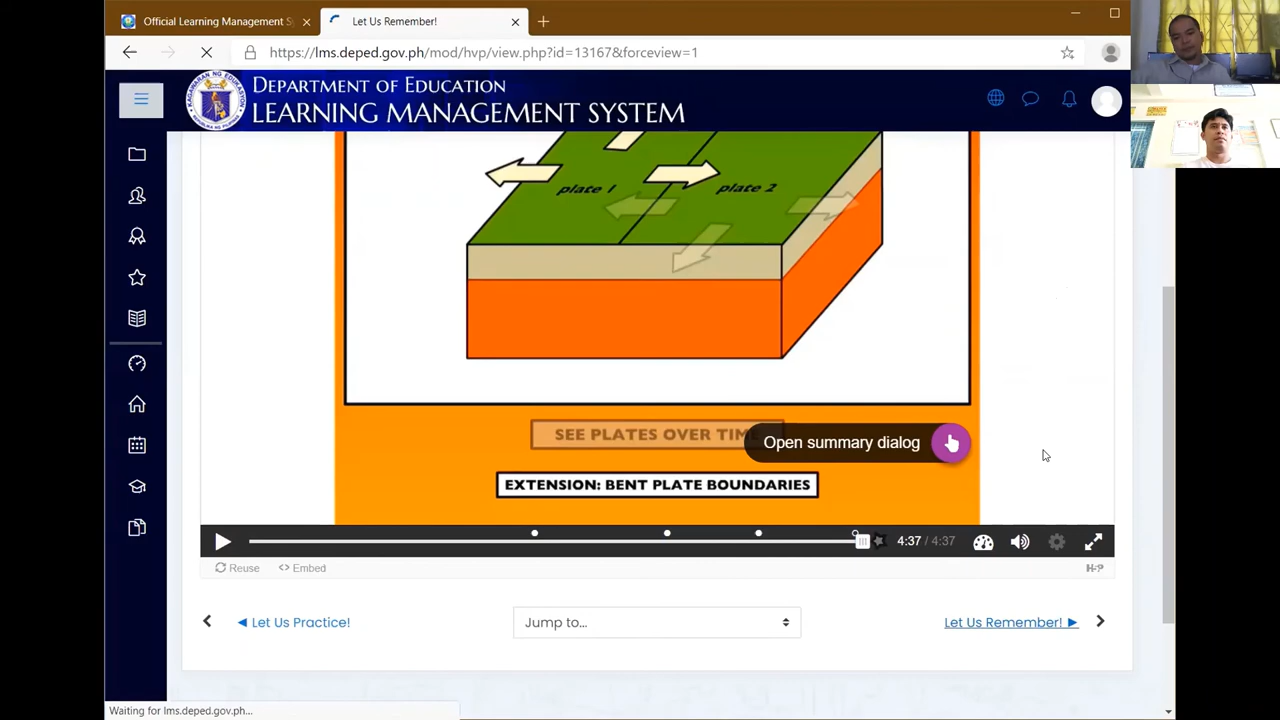 Official Learning Management S
Let Us Remember!
https://lms.deped.gov.ph/mod/hvp/view.php?id=13167&forceview=1
DEPARTMENT OF EDUCATION
LEARNING MANAGEMENT SYSTEM
plate 1
plate 2
SEE PLATES OVER TIM
Open summary dialog
EXTENSION: BENT PLATE BOUNDARIES
4:37 / 4:37
Reuse
<> Embed
H-?
◄ Let Us Practice!
Jump to...
Let Us Remember! ►
Waiting for lms.deped.gov.ph...